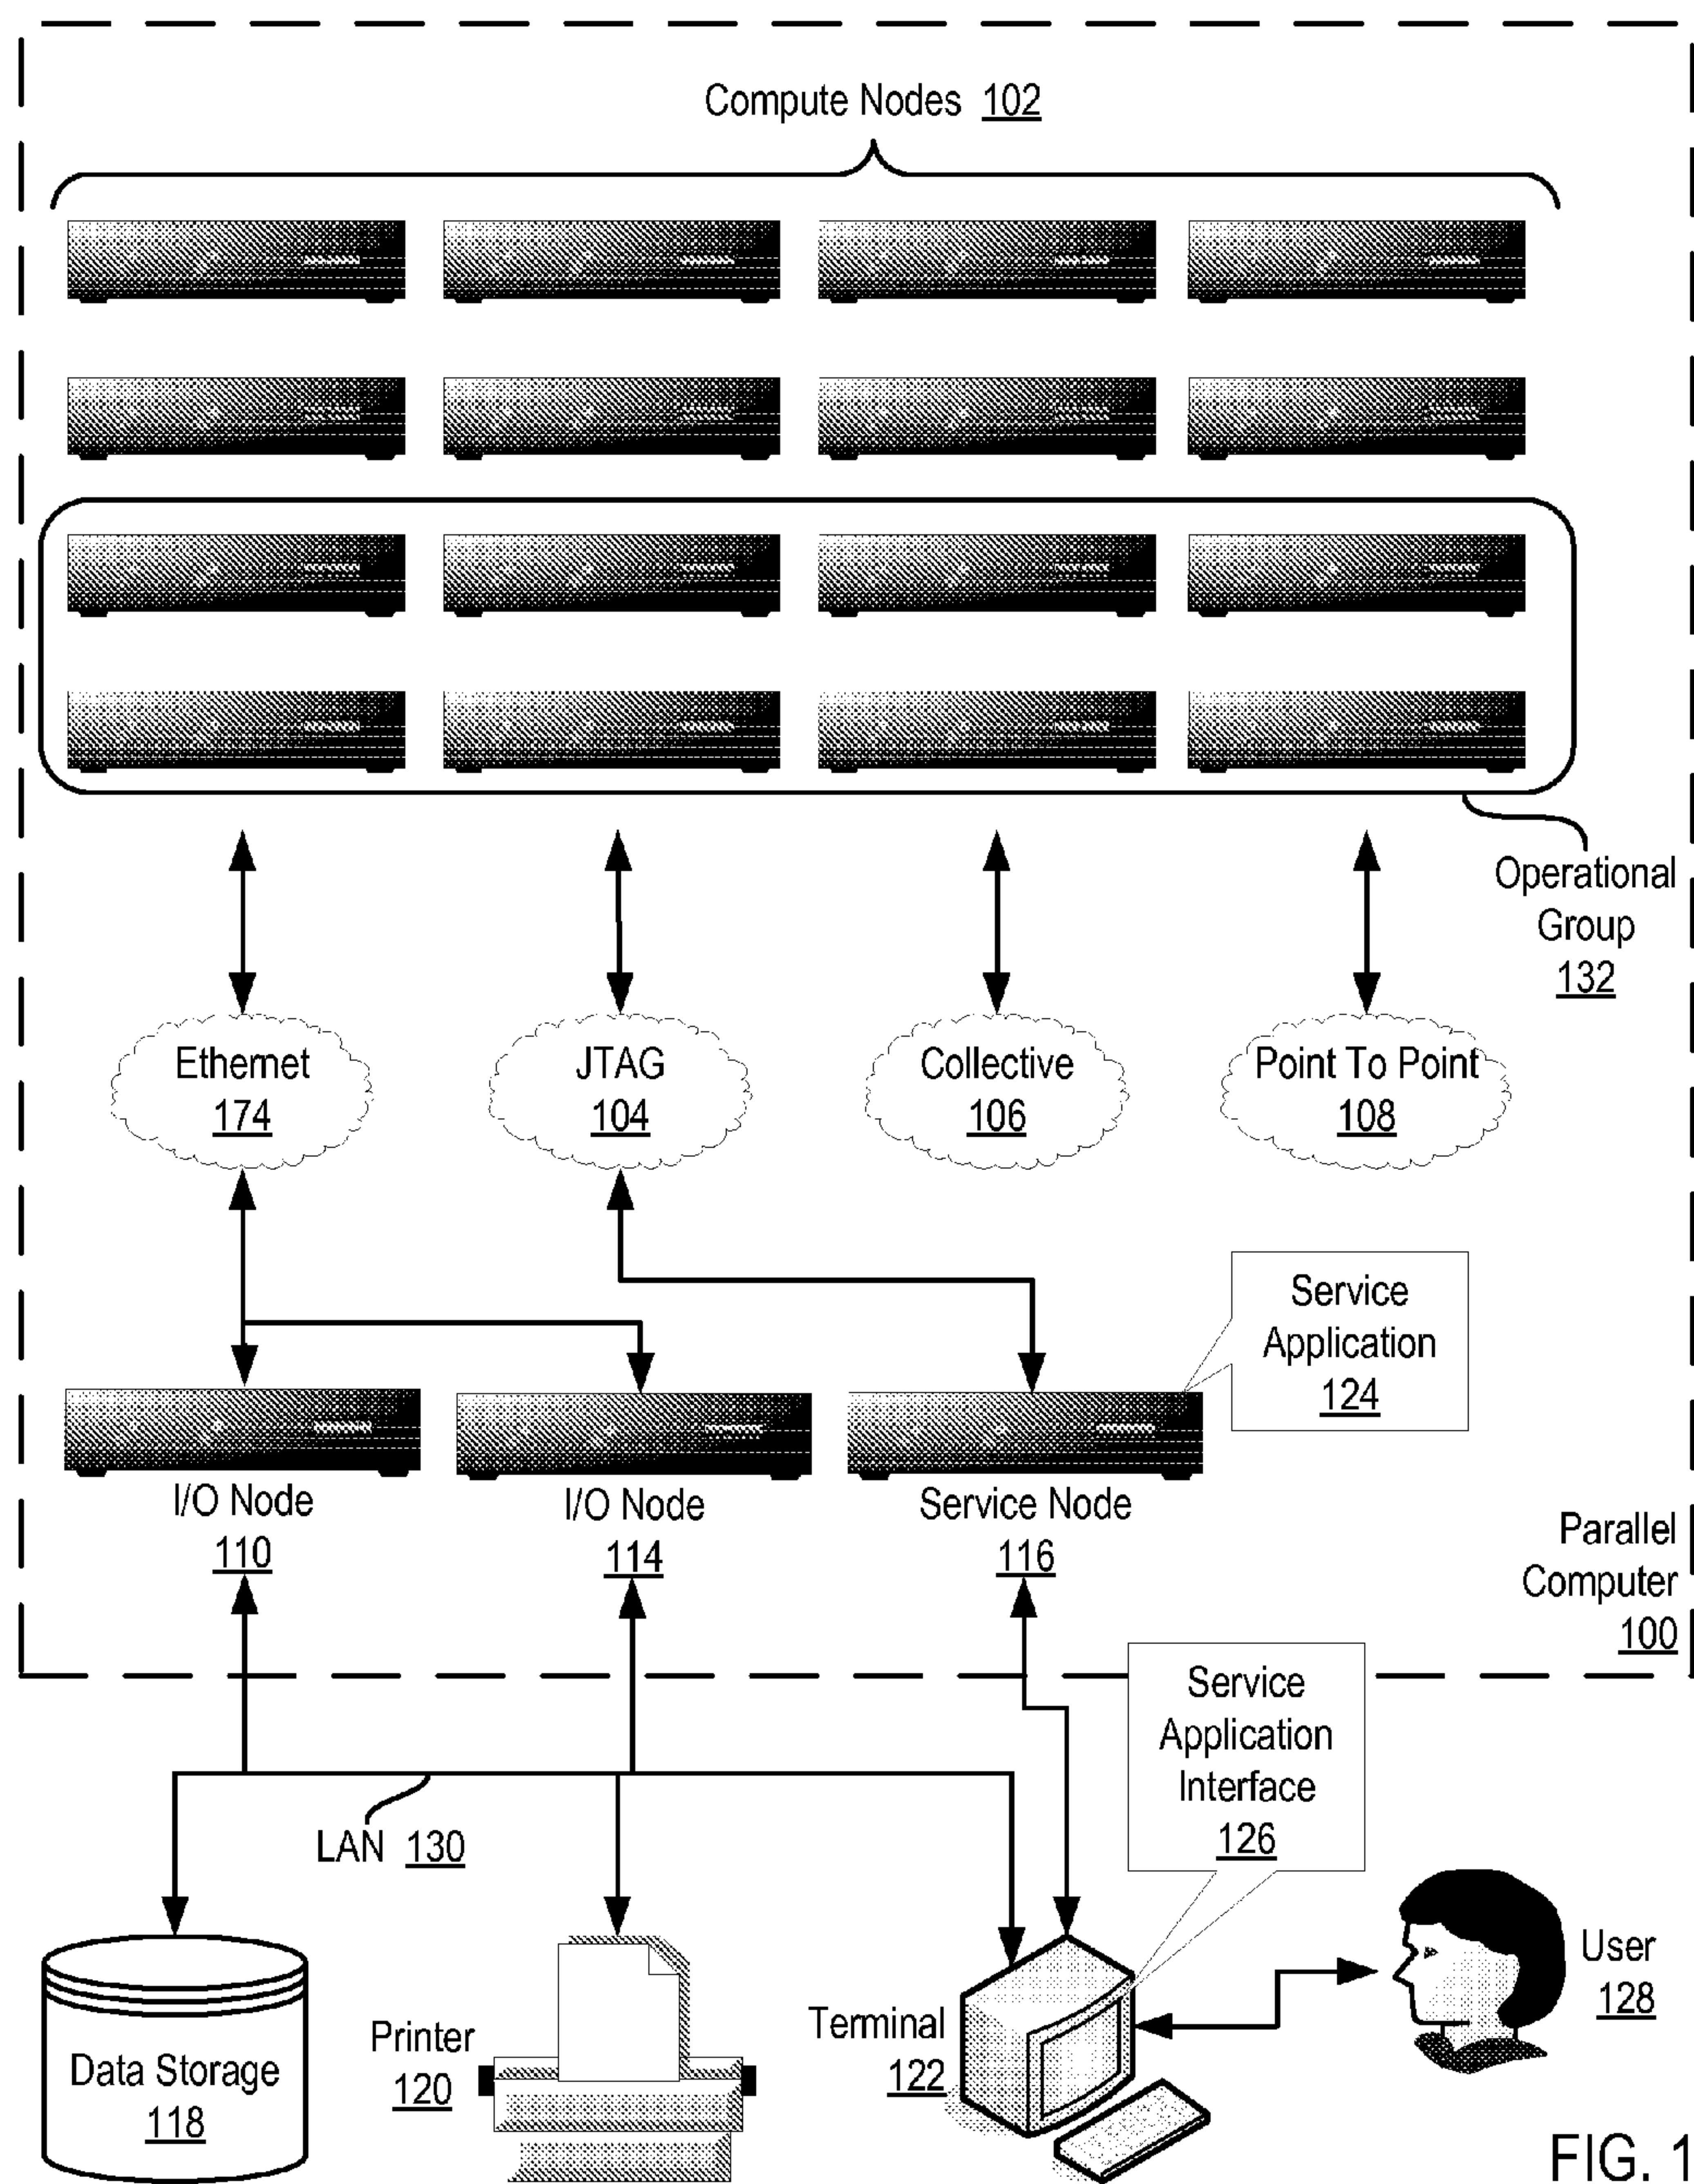 Compute Nodes 102
Operational
Group
132
Ethernet
174
JTAG
104
Collective
106
Point To Point
108
Service
Application
124
I/O Node
110
I/O Node
114
Service Node
116
Parallel
Computer
100
Service
Application
Interface
126
LAN 130
Data Storage
118
Printer
120
Terminal
122
User
128
FIG. 1